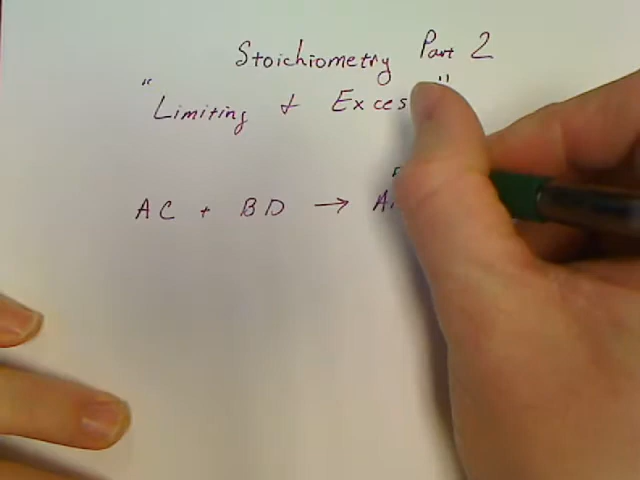 Stoichiometry Part 2
"Limiting & Exces"
AC + BD → A